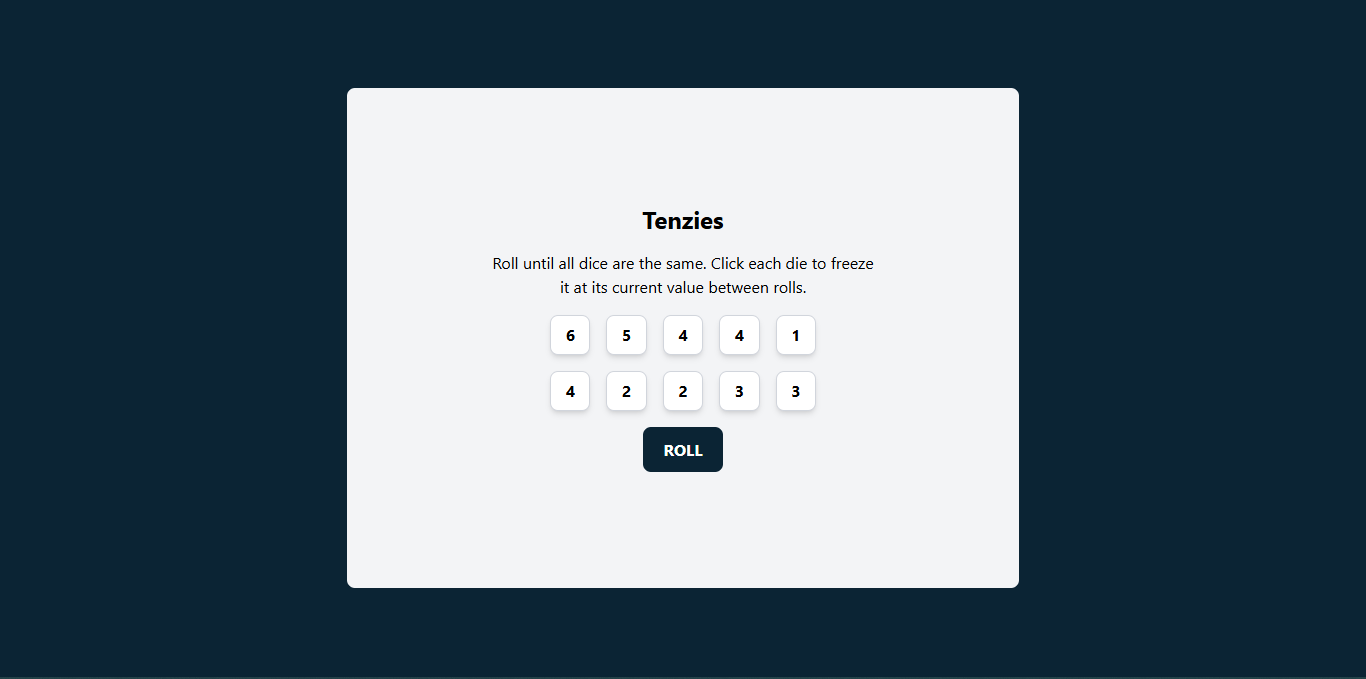 Tenzies
Roll until all dice are the same. Click each die to freeze
it at its current value between rolls.
6 5 4 4 1
4 2 2 3 3
ROLL